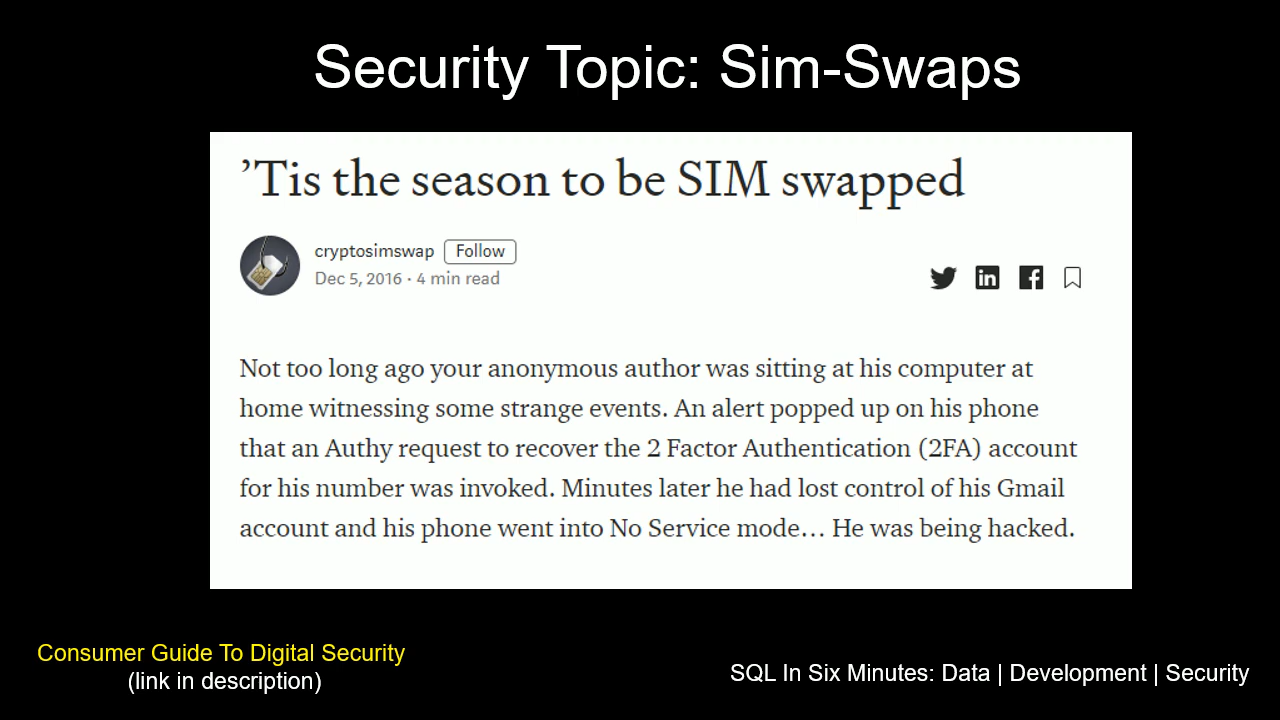 Security Topic: Sim-Swaps
’Tis the season to be SIM swapped
cryptosimswap Follow
Dec 5, 2016 · 4 min read
Not too long ago your anonymous author was sitting at his computer at
home witnessing some strange events. An alert popped up on his phone
that an Authy request to recover the 2 Factor Authentication (2FA) account
for his number was invoked. Minutes later he had lost control of his Gmail
account and his phone went into No Service mode… He was being hacked.
Consumer Guide To Digital Security
(link in description)
SQL In Six Minutes: Data | Development | Security